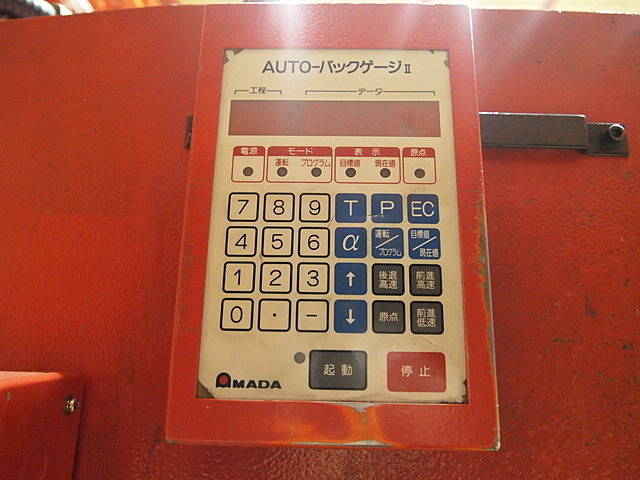 AUTO-バックゲージII
工程 データ
電源 モード 表示 原点
運転 プログラム 目標値 現在値
7 8 9 T P EC
4 5 6 α 運転/プログラム 目標値/現在値
1 2 3 ↑ 後退高速 前進高速
0 . − ↓ 原点 前進低速
AMADA 起動 停止